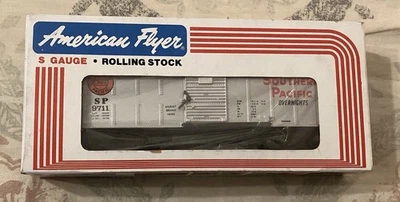 American Flyer
S GAUGE • ROLLING STOCK
SP
9711
SOUTHERN
PACIFIC
OVERNIGHTS